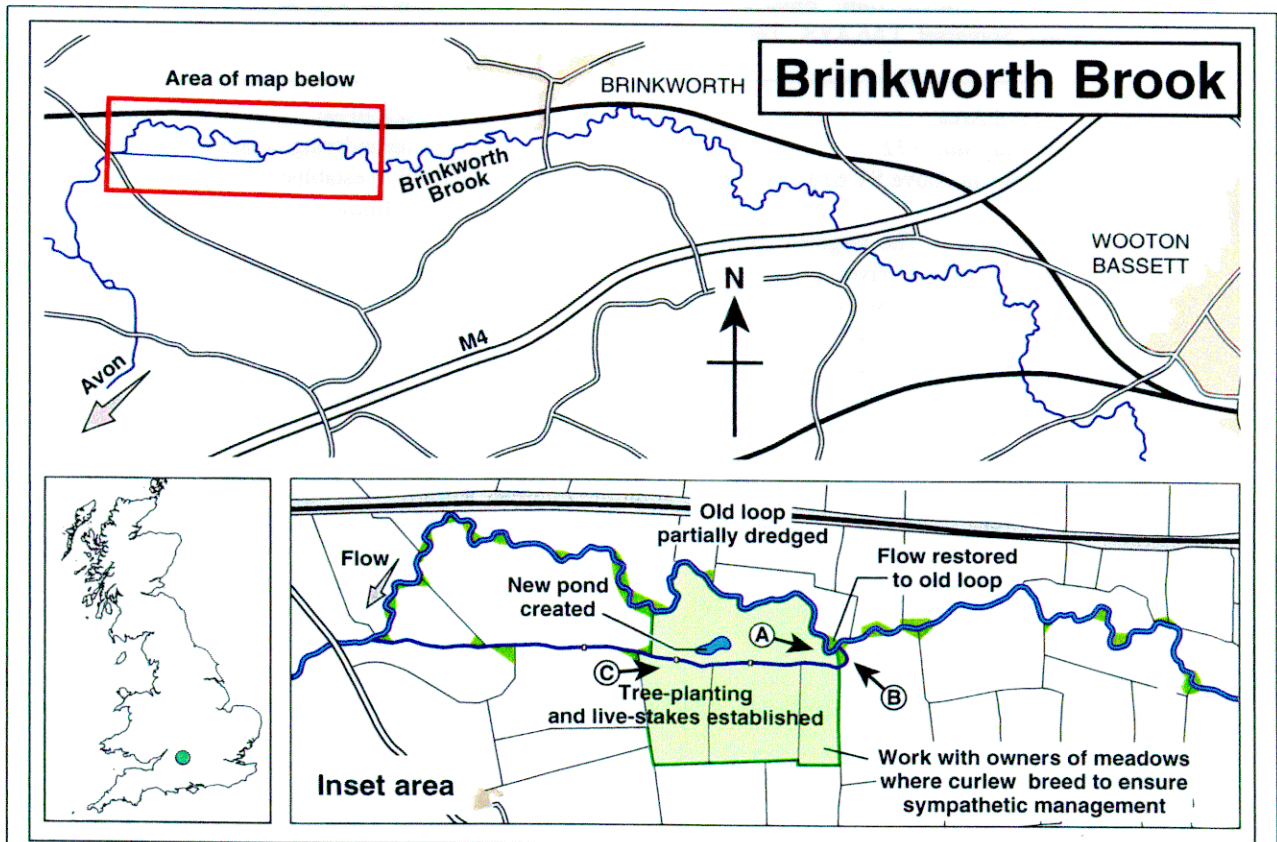 Brinkworth Brook
Area of map below
BRINKWORTH
Brinkworth
Brook
WOOTON
BASSETT
N
M4
Avon
Old loop
partially dredged
Flow
Flow restored
to old loop
New pond
created
A
B
C
Tree-planting
and live-stakes established
Work with owners of meadows
where curlew breed to ensure
sympathetic management
Inset area